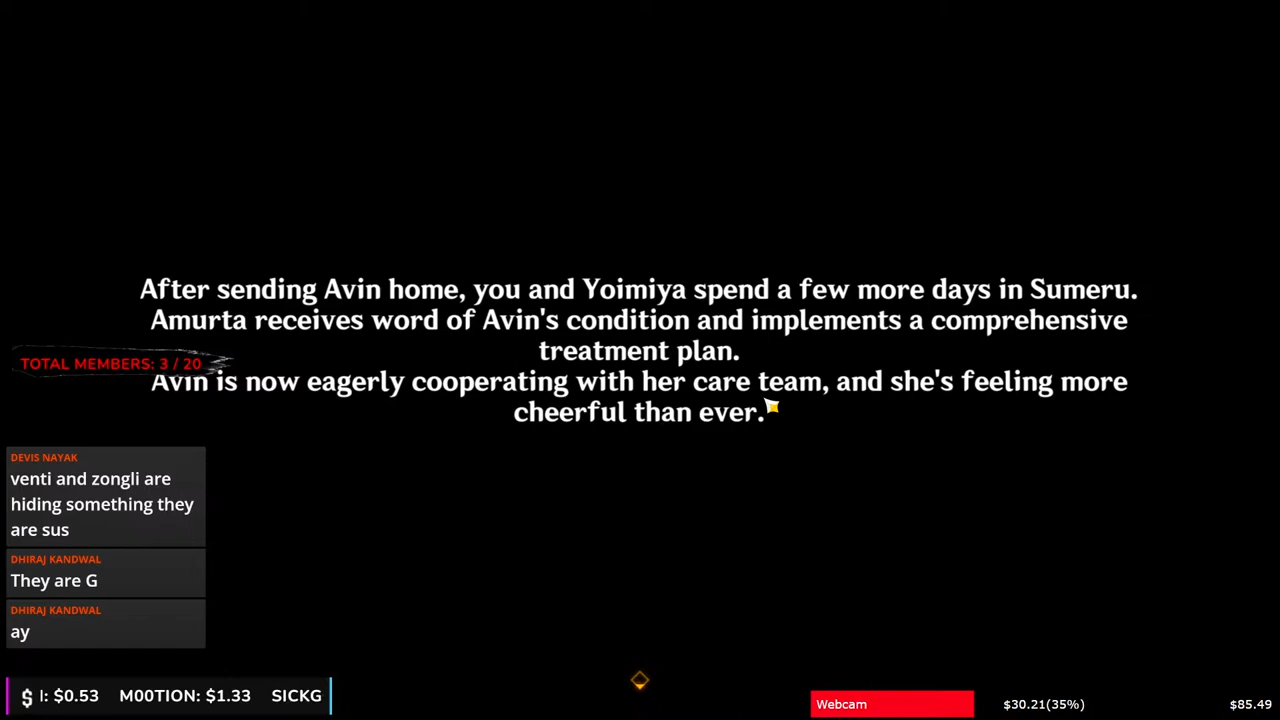 After sending Avin home, you and Yoimiya spend a few more days in Sumeru.
Amurta receives word of Avin's condition and implements a comprehensive
treatment plan.
TOTAL MEMBERS: 3 / 20
Avin is now eagerly cooperating with her care team, and she's feeling more
cheerful than ever.
DEVIS NAYAK
venti and zongli are
hiding something they
are sus
DHIRAJ KANDWAL
They are G
DHIRAJ KANDWAL
ay
$ I: $0.53 M00TION: $1.33 SICKG
Webcam $30.21(35%) $85.49